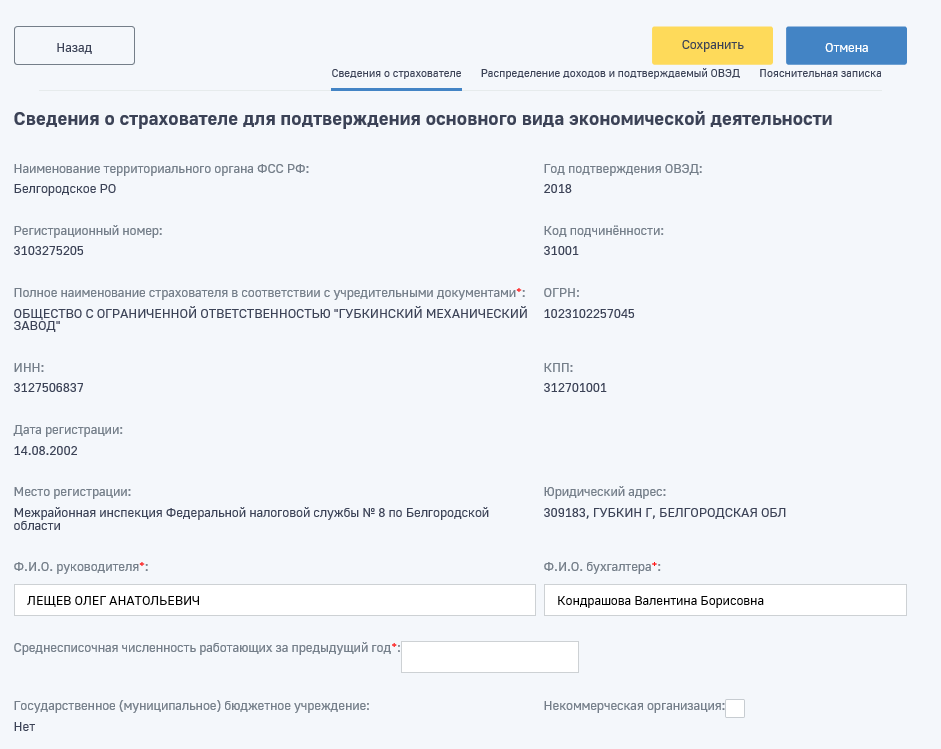 Назад
Сохранить
Отмена
Сведения о страхователе
Распределение доходов и подтверждаемый ОВЭД
Пояснительная записка
Сведения о страхователе для подтверждения основного вида экономической деятельности
Наименование территориального органа ФСС РФ:
Белгородское РО
Год подтверждения ОВЭД:
2018
Регистрационный номер:
3103275205
Код подчинённости:
31001
Полное наименование страхователя в соответствии с учредительными документами*:
ОБЩЕСТВО С ОГРАНИЧЕННОЙ ОТВЕТСТВЕННОСТЬЮ "ГУБКИНСКИЙ МЕХАНИЧЕСКИЙ
ЗАВОД"
ОГРН:
1023102257045
ИНН:
3127506837
КПП:
312701001
Дата регистрации:
14.08.2002
Место регистрации:
Межрайонная инспекция Федеральной налоговой службы № 8 по Белгородской
области
Юридический адрес:
309183, ГУБКИН Г, БЕЛГОРОДСКАЯ ОБЛ
Ф.И.О. руководителя*:
ЛЕЩЕВ ОЛЕГ АНАТОЛЬЕВИЧ
Ф.И.О. бухгалтера*:
Кондрашова Валентина Борисовна
Среднесписочная численность работающих за предыдущий год*:
Государственное (муниципальное) бюджетное учреждение:
Нет
Некоммерческая организация: